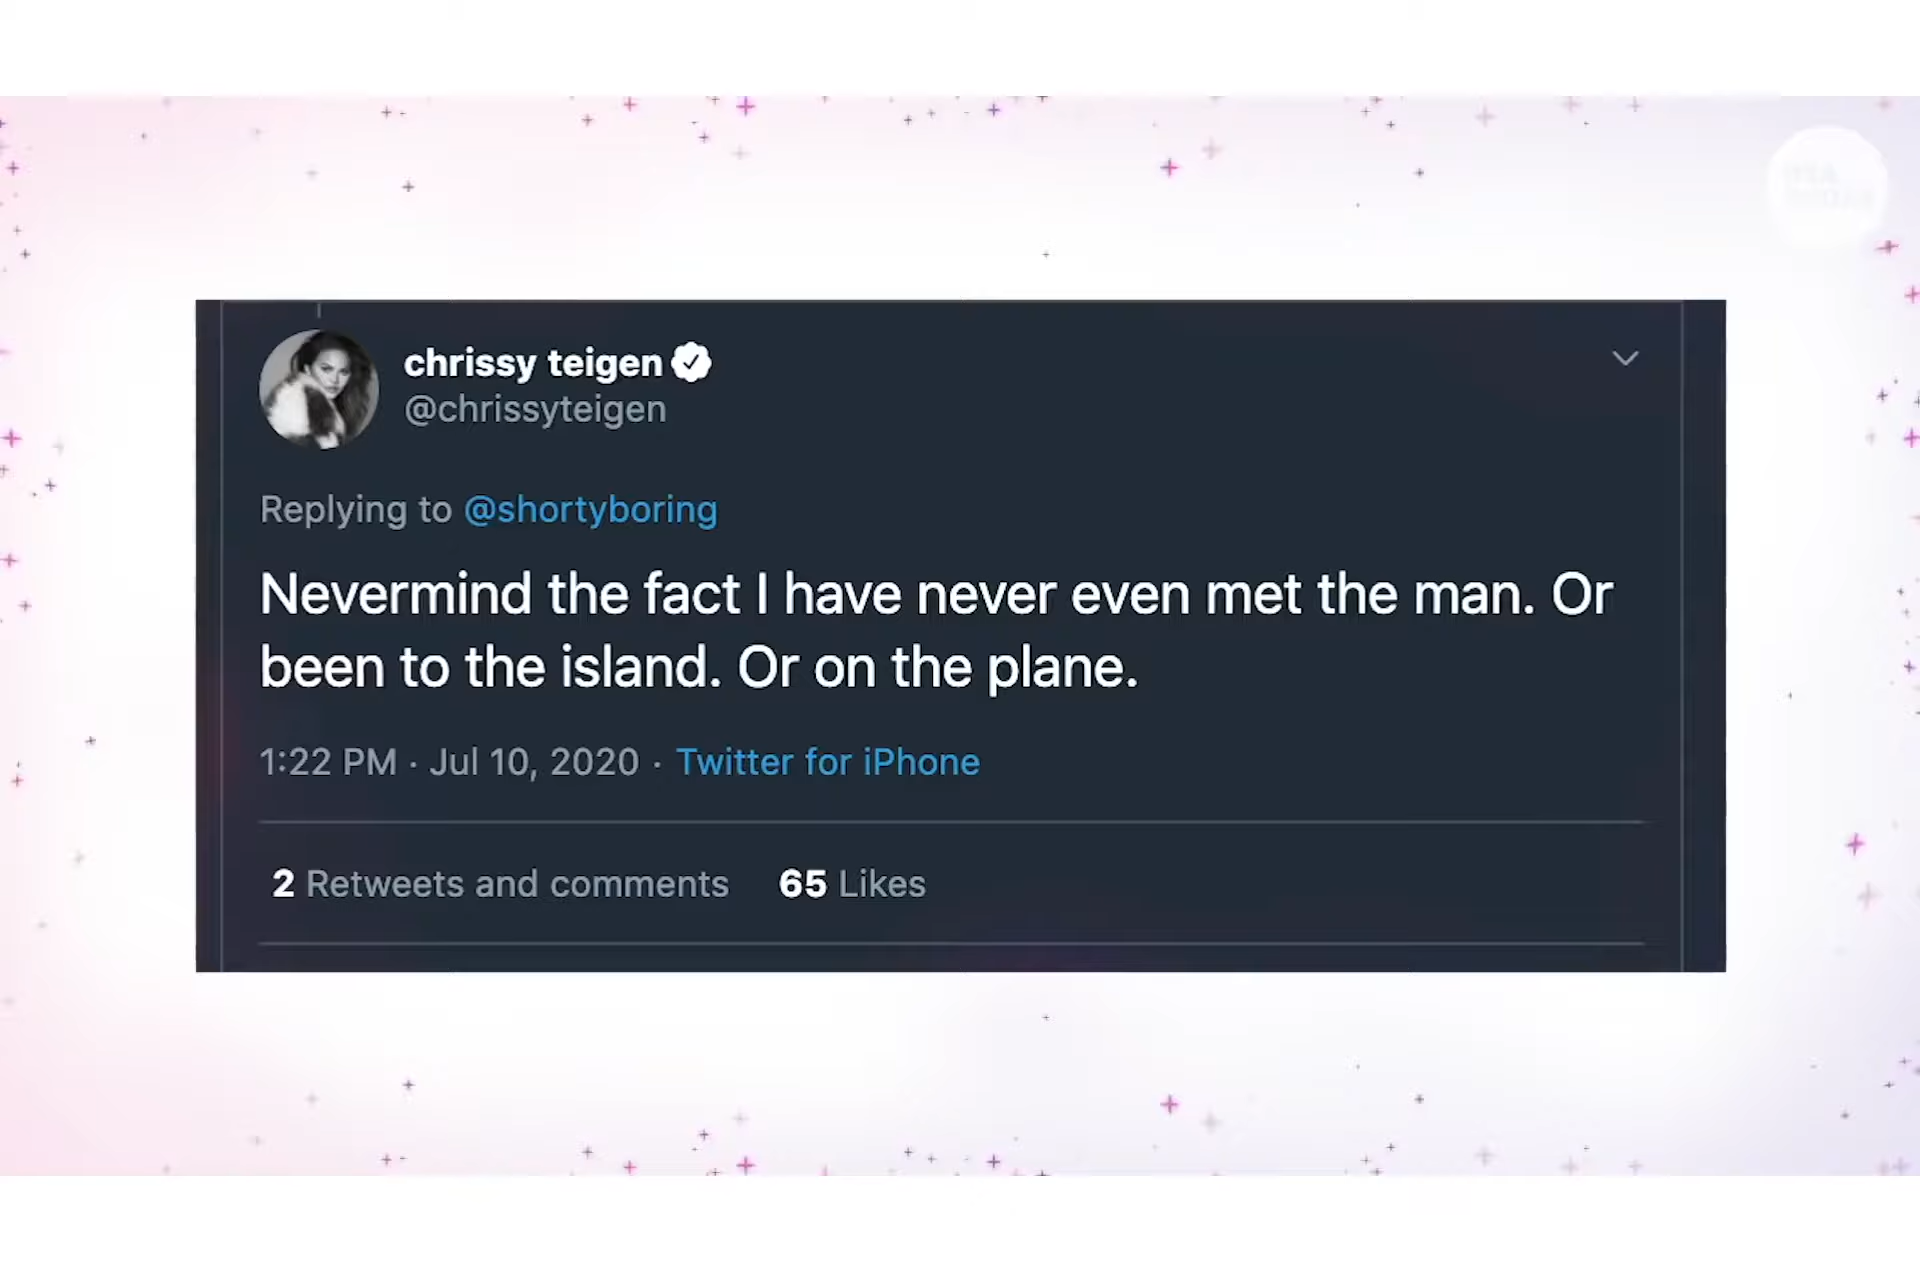 chrissy teigen
@chrissyteigen
Replying to @shortyboring
Nevermind the fact I have never even met the man. Or
been to the island. Or on the plane.
1:22 PM · Jul 10, 2020 · Twitter for iPhone
2 Retweets and comments 65 Likes